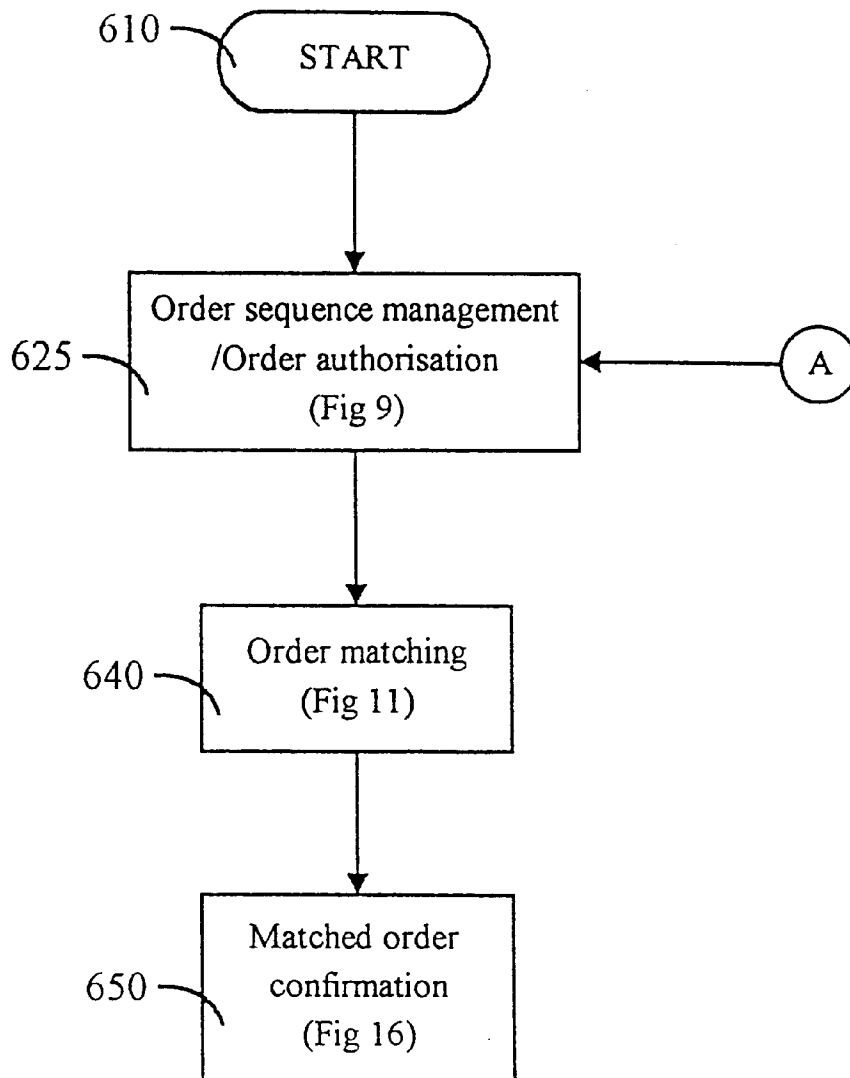 610
START
Order sequence management
/Order authorisation
(Fig 9)
625
A
Order matching
(Fig 11)
640
Matched order
confirmation
(Fig 16)
650